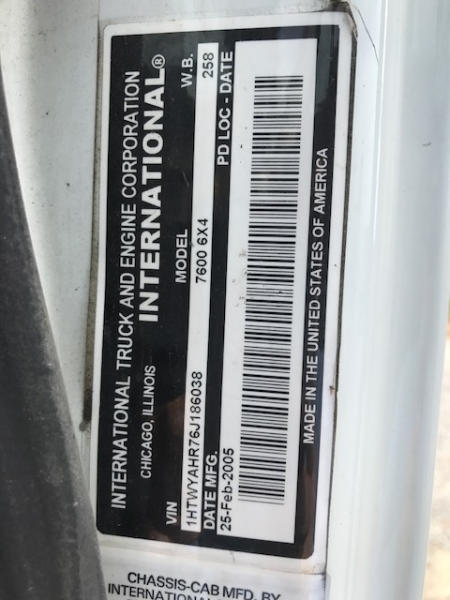 INTERNATIONAL TRUCK AND ENGINE CORPORATION
CHICAGO, ILLINOIS INTERNATIONAL®
VIN MODEL W.B.
1HTWYAHR76J186038 7600 6X4 258
DATE MFG. PD LOC - DATE
25-Feb-2005
MADE IN THE UNITED STATES OF AMERICA
CHASSIS-CAB MFD. BY
INTERNATIONAL